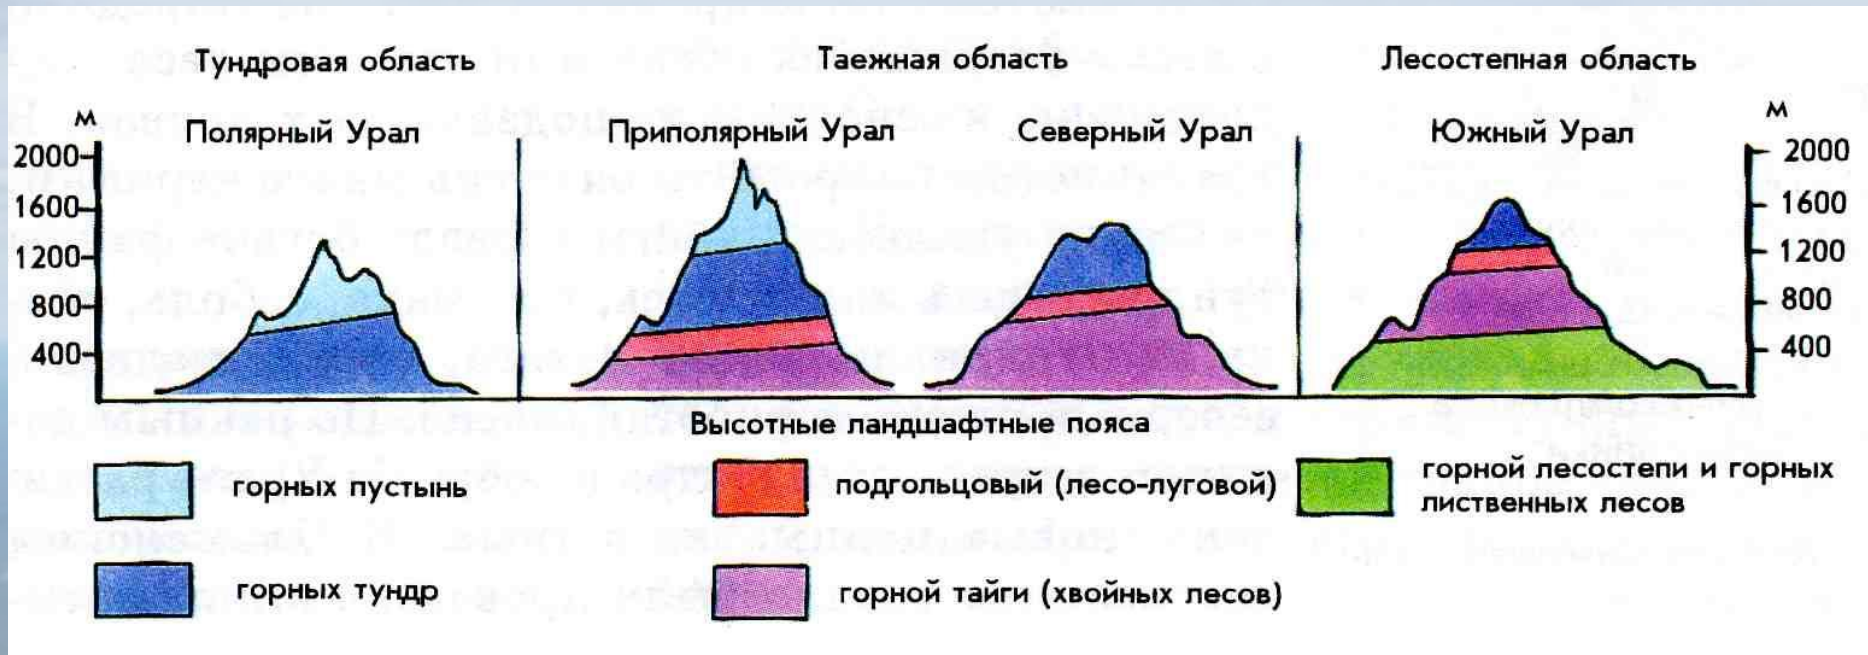 Тундровая область
Таежная область
Лесостепная область
м
м
Полярный Урал
Приполярный Урал
Северный Урал
Южный Урал
2000
1600
1200
800
400
2000
1600
1200
800
400
Высотные ландшафтные пояса
горных пустынь
подгольцовый (лесо-луговой)
горной лесостепи и горных
лиственных лесов
горных тундр
горной тайги (хвойных лесов)